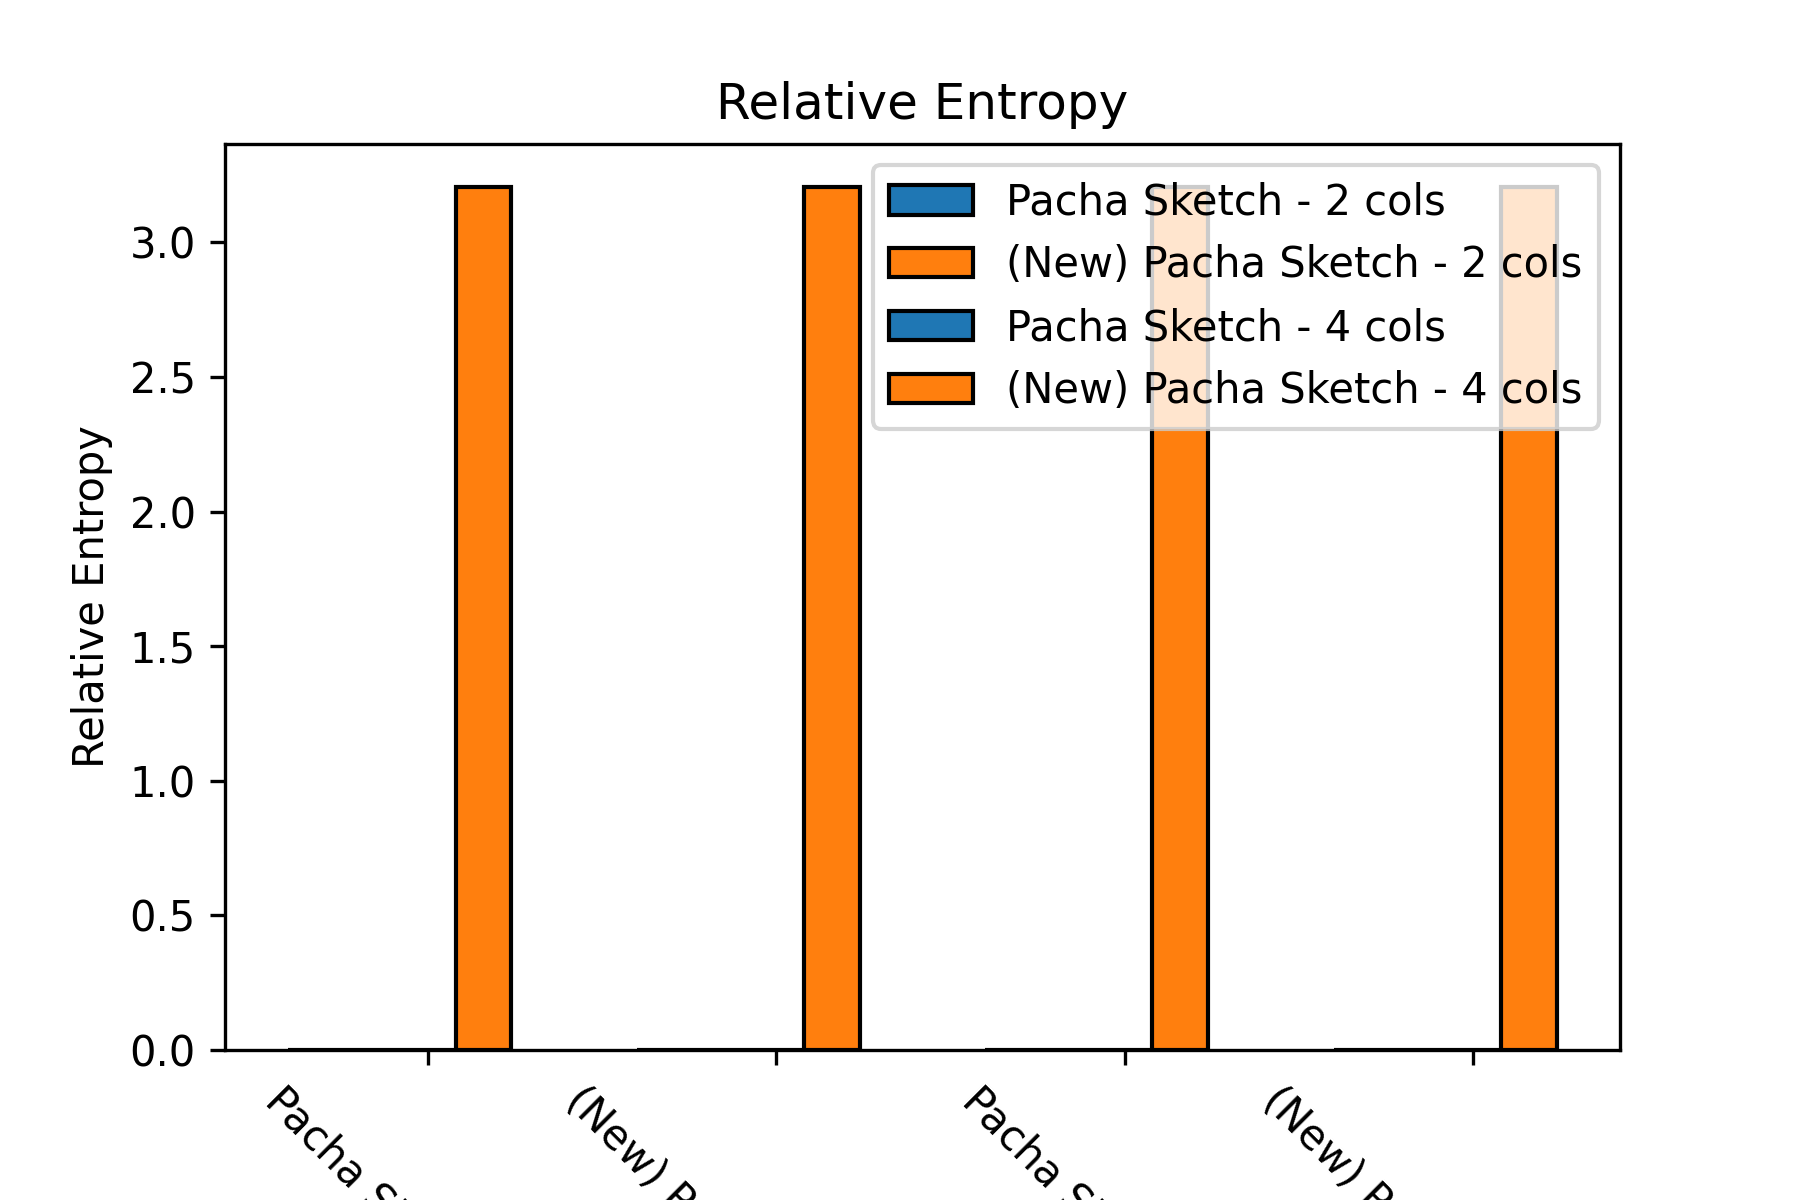 Relative Entropy
Pacha Sketch - 2 cols
(New) Pacha Sketch - 2 cols
Pacha Sketch - 4 cols
(New) Pacha Sketch - 4 cols
Relative Entropy
3.0
2.5
2.0
1.5
1.0
0.5
0.0
Pacha
(New)
Pacha
(New)